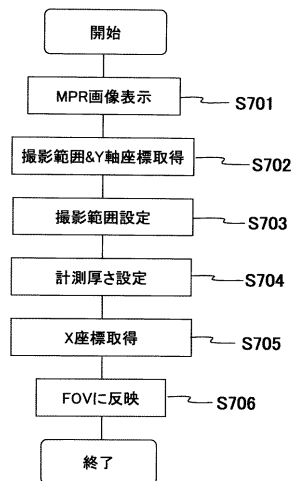 開始
MPR画像表示
S701
撮影範囲&Y軸座標取得
S702
撮影範囲設定
S703
計測厚さ設定
S704
X座標取得
S705
FOVに反映
S706
終了